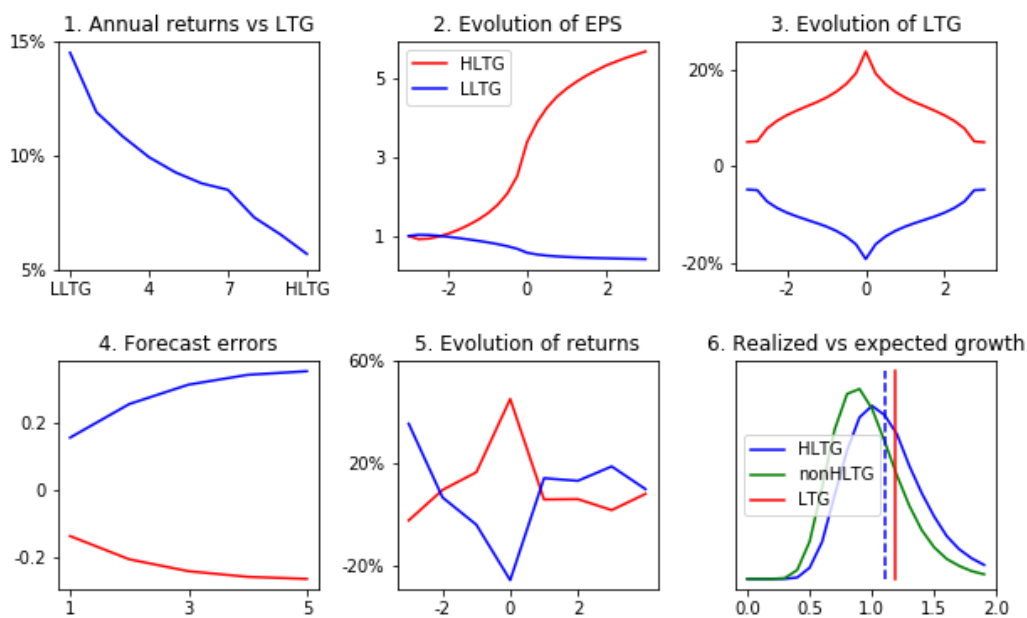 1. Annual returns vs LTG
15%
10%
5%
LLTG 4 7 HLTG
2. Evolution of EPS
HLTG
LLTG
5
3
1
-2 0 2
3. Evolution of LTG
20%
0
-20%
-2 0 2
4. Forecast errors
0.2
0
-0.2
1 3 5
5. Evolution of returns
60%
20%
-20%
-2 0 2
6. Realized vs expected growth
HLTG
nonHLTG
LTG
0.0 0.5 1.0 1.5 2.0